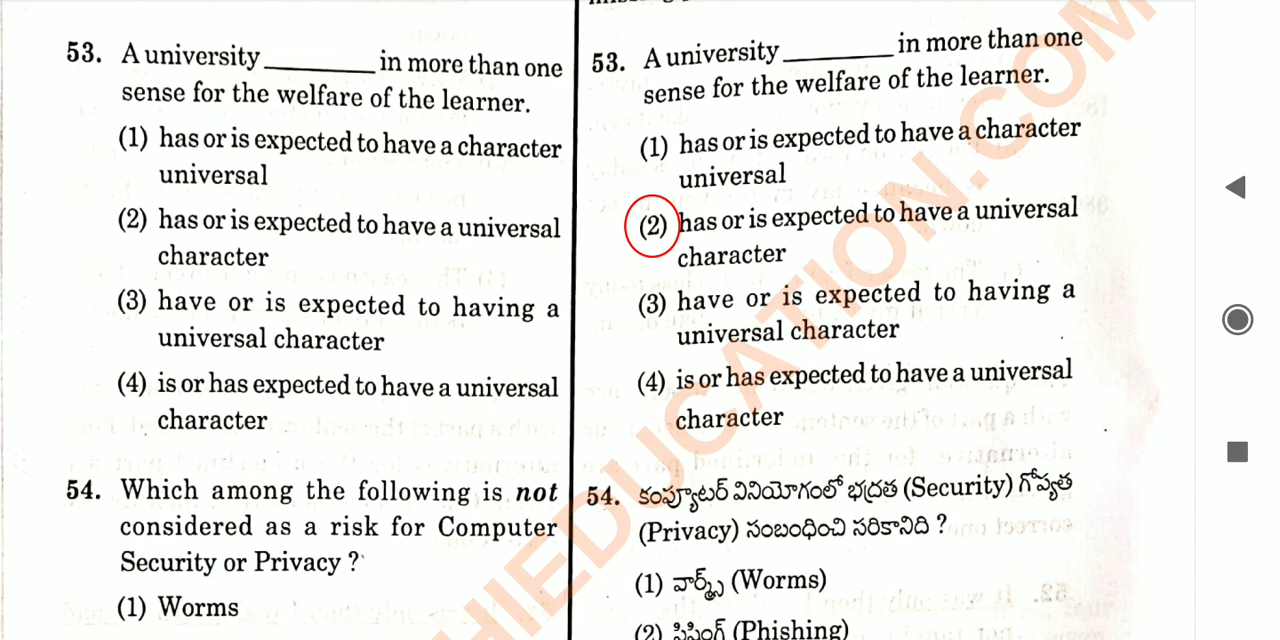 53. A university ________ in more than one
sense for the welfare of the learner.
(1) has or is expected to have a character
universal
(2) has or is expected to have a universal
character
(3) have or is expected to having a
universal character
(4) is or has expected to have a universal
character
54. Which among the following is not
considered as a risk for Computer
Security or Privacy ?
(1) Worms
53. A university ________ in more than one
sense for the welfare of the learner.
(1) has or is expected to have a character
universal
(2) has or is expected to have a universal
character
(3) have or is expected to having a
universal character
(4) is or has expected to have a universal
character
54. కంప్యూటర్ వినియోగంలో భద్రత (Security) గోప్యత
(Privacy) సంబంధించి సరికానిది ?
(1) వార్మ్స్ (Worms)
(2) ఫిషింగ్ (Phishing)
HIEDUCATION.COM